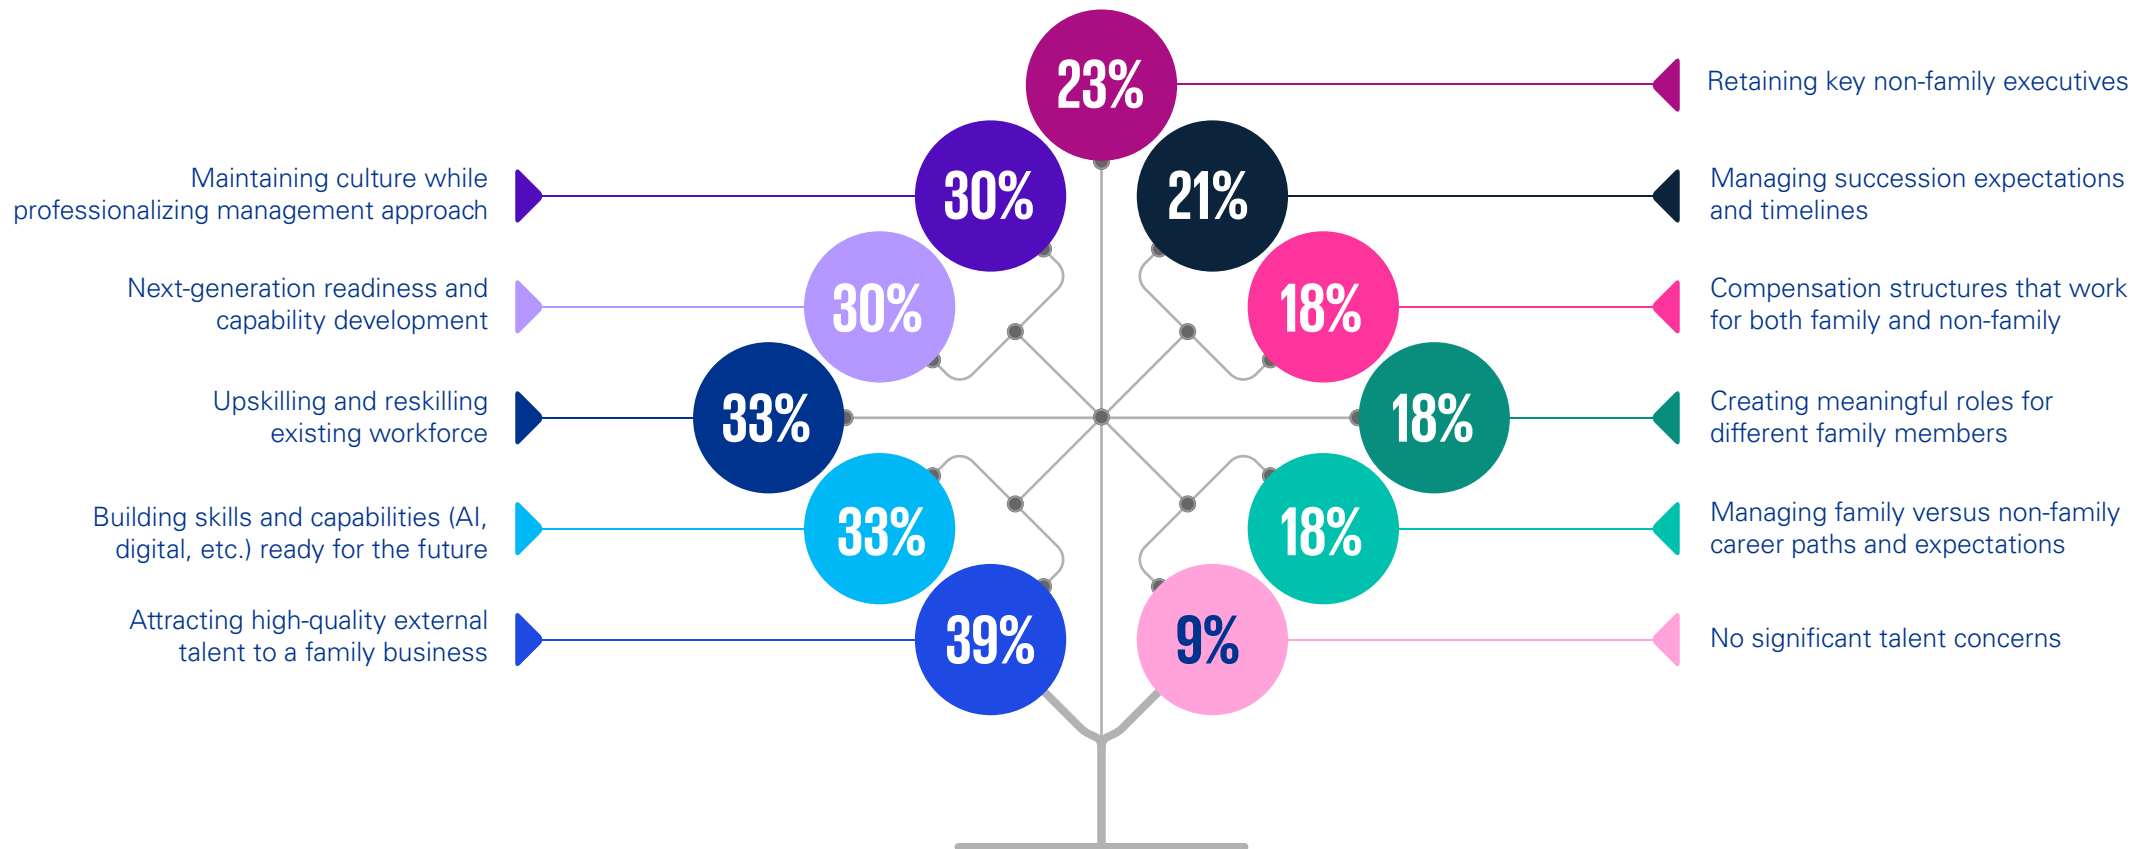 23%
Retaining key non-family executives
Maintaining culture while
professionalizing management approach
30%
21%
Managing succession expectations
and timelines
Next-generation readiness and
capability development
30%
18%
Compensation structures that work
for both family and non-family
Upskilling and reskilling
existing workforce
33%
18%
Creating meaningful roles for
different family members
Building skills and capabilities (AI,
digital, etc.) ready for the future
33%
18%
Managing family versus non-family
career paths and expectations
Attracting high-quality external
talent to a family business
39%
9%
No significant talent concerns